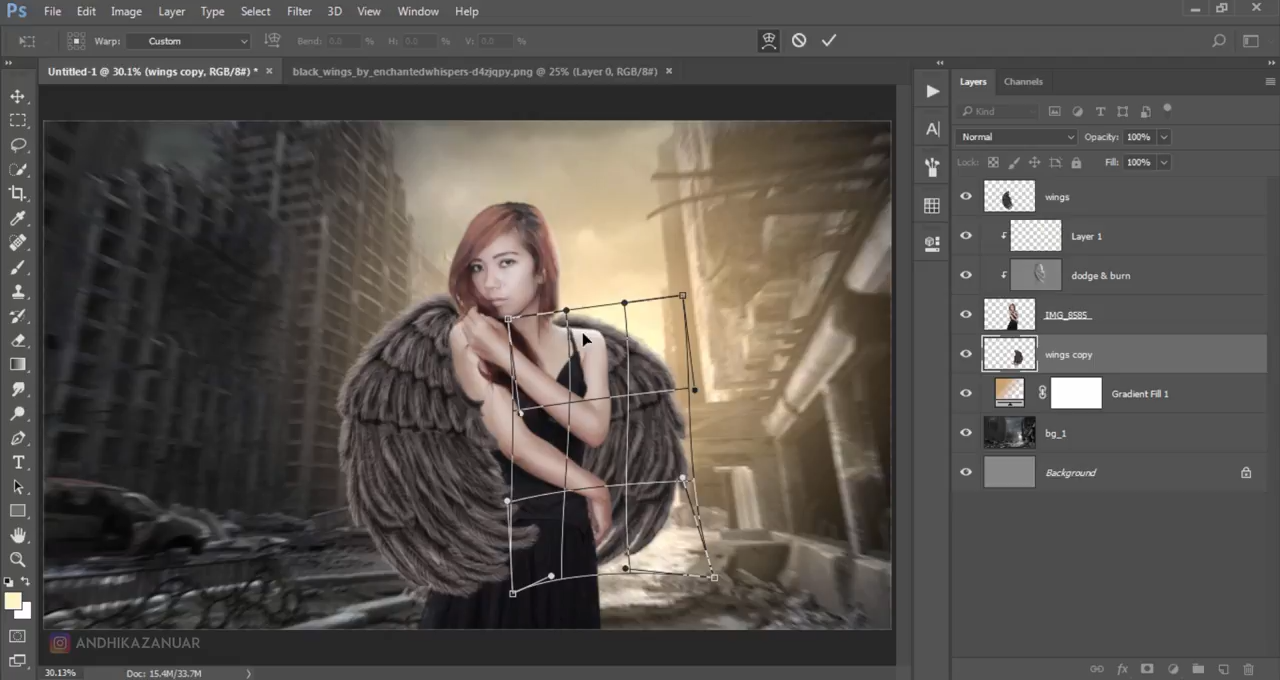 Ps File Edit Image Layer Type Select Filter 3D View Window Help
Warp: Custom Bend: 0.0 % H: 0.0 % V: 0.0 %
Untitled-1 @ 30.1% (wings copy, RGB/8#) * × black_wings_by_enchantedwhispers-d4zjqpy.png @ 25% (Layer 0, RGB/8#) ×
Layers Channels
Kind
Normal Opacity: 100%
Lock: Fill: 100%
wings
Layer 1
dodge & burn
IMG_8585
wings copy
Gradient Fill 1
bg_1
Background
ANDHIKAZANUAR
30.13% Doc: 15.4M/33.7M